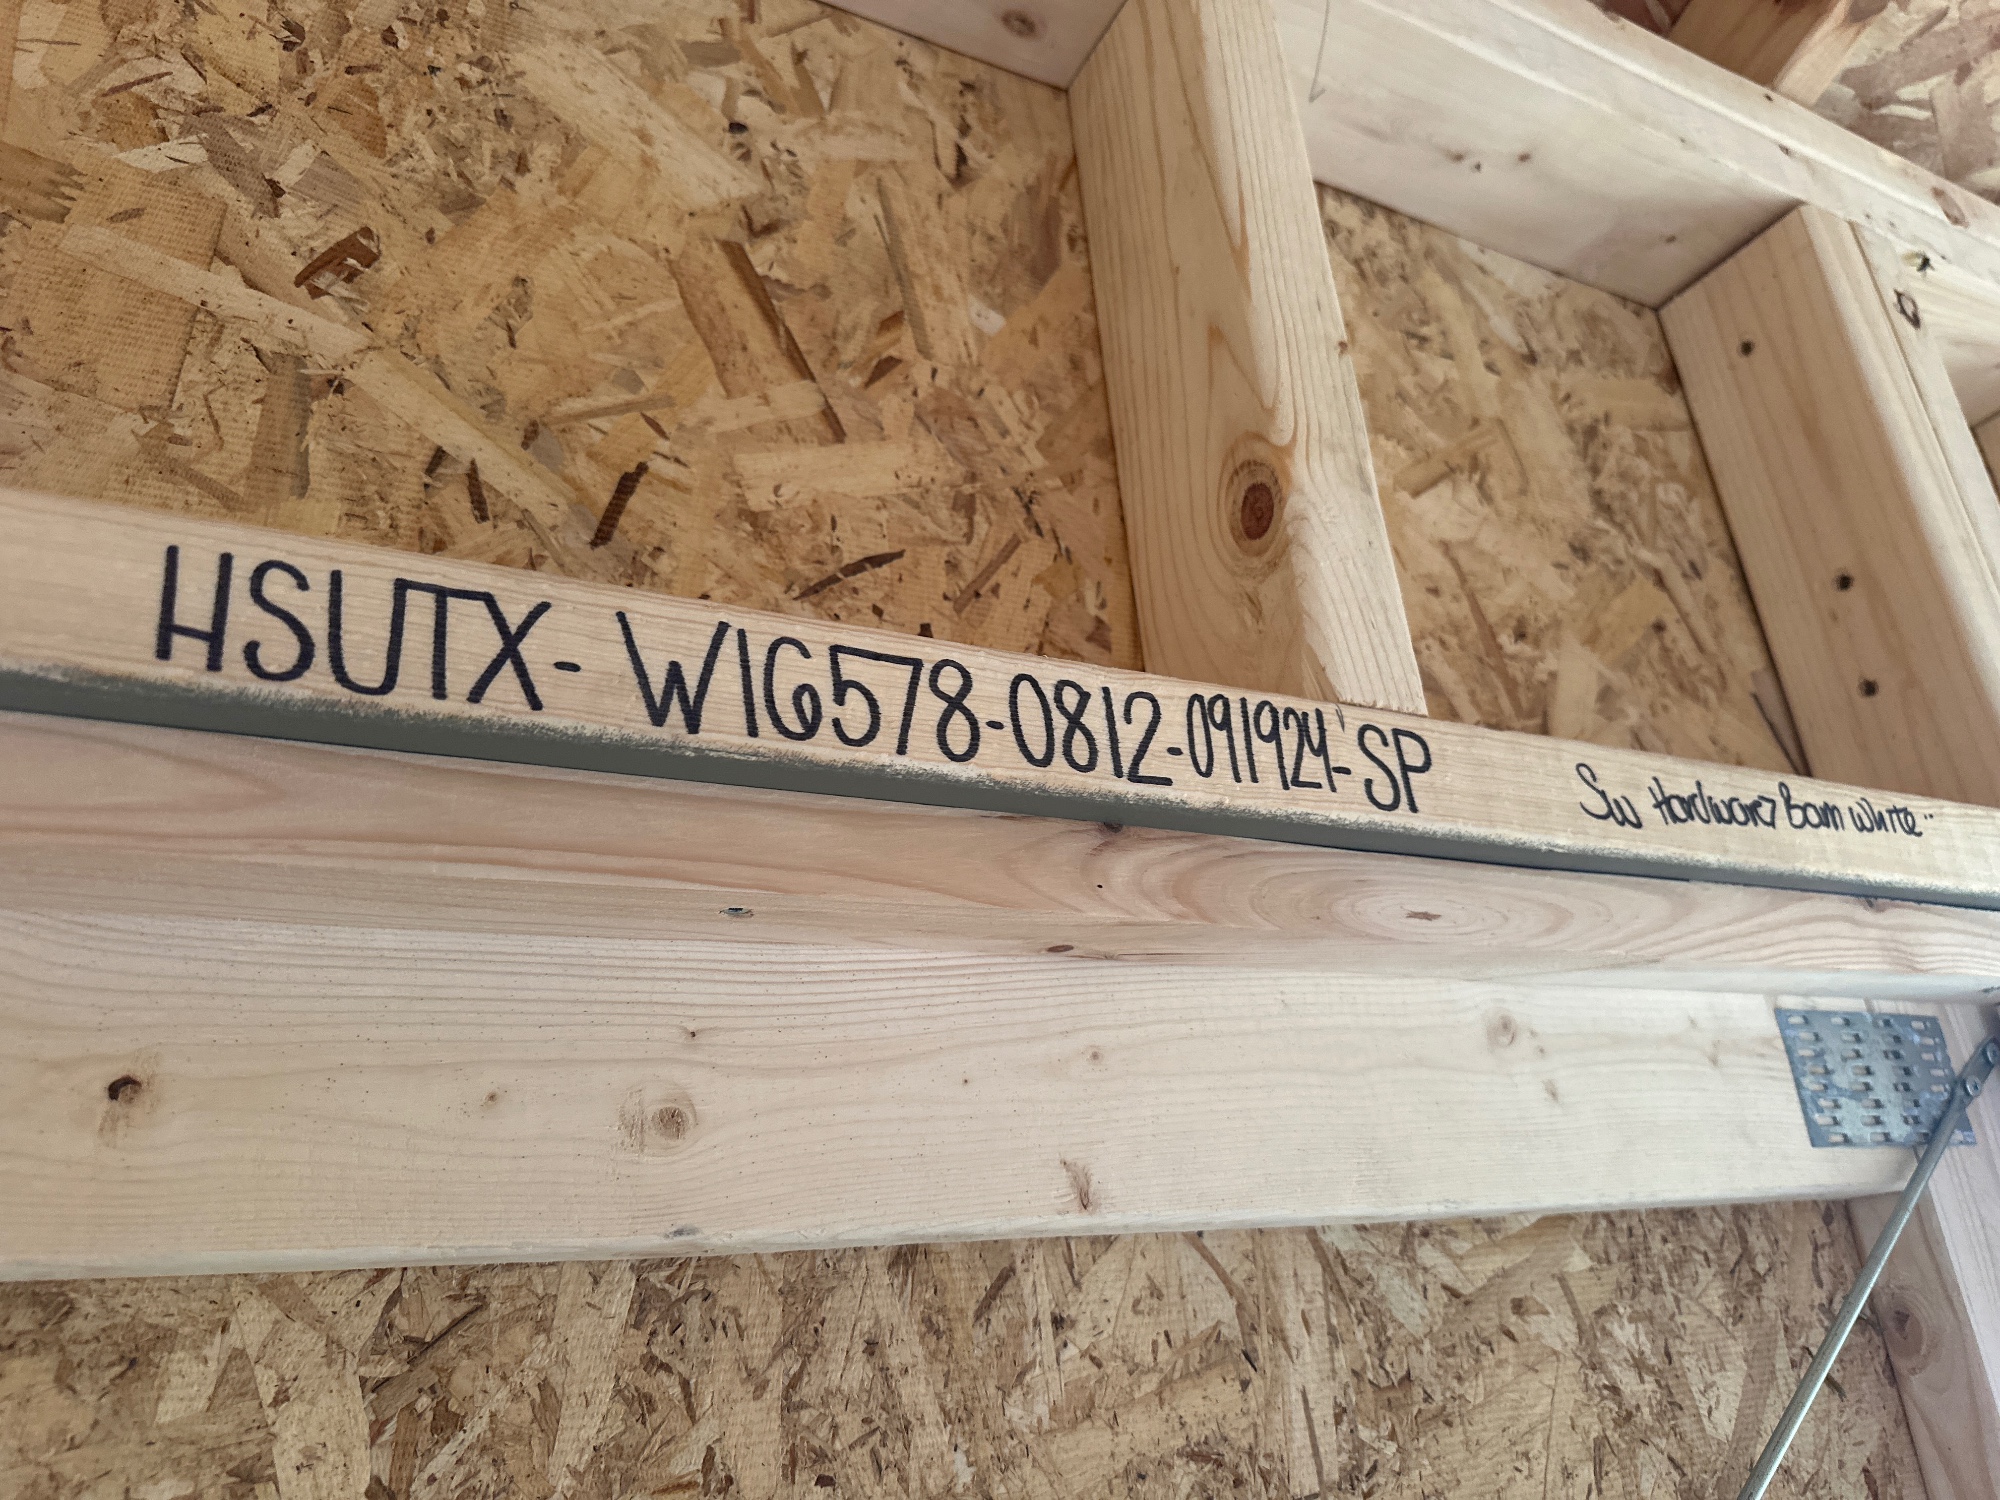 HSUTX- W16578-0812-091924-SP
SW Hardware Barn White